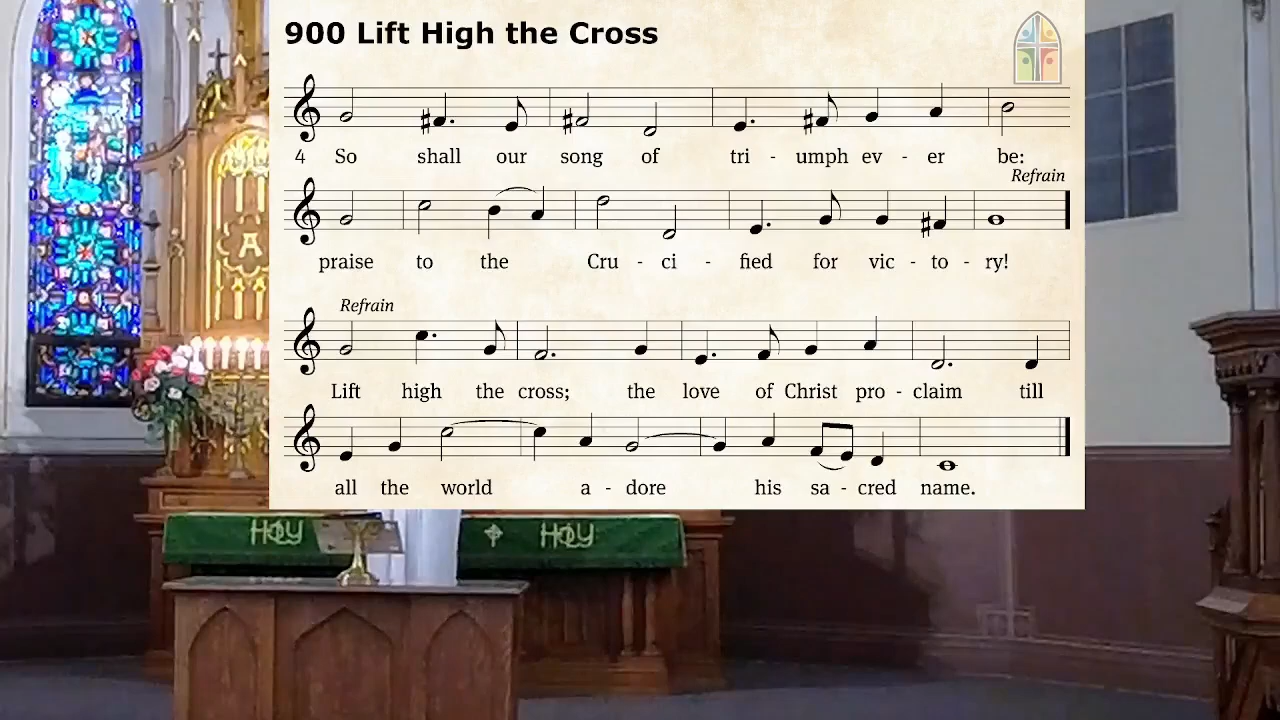 900 Lift High the Cross
4 So shall our song of tri - umph ev - er be:
Refrain
praise to the Cru - ci - fied for vic - to - ry!
Refrain
Lift high the cross; the love of Christ pro - claim till
all the world a - dore his sa - cred name.
HOLY HOLY